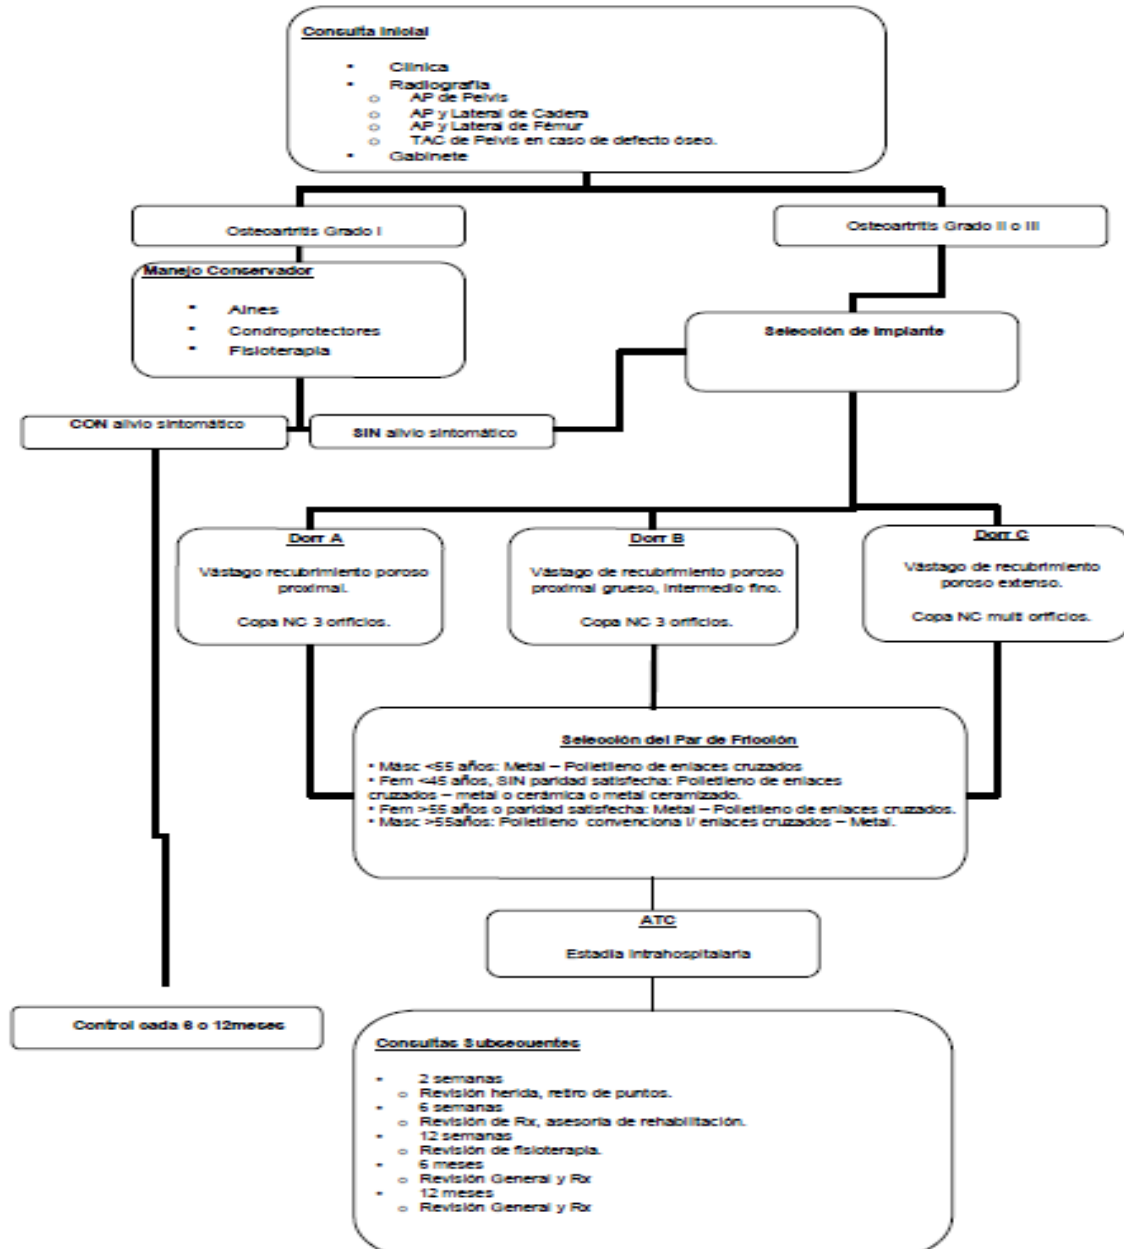 Consulta Inicial
• Clínica
• Radiografía
o AP de Pelvis
o AP y Lateral de Cadera
o AP y Lateral de Fémur
o TAC de Pelvis en caso de defecto óseo.
• Gabinete
Osteoartritis Grado I
Osteoartritis Grado II o III
Manejo Conservador
• Aines
• Condroprotectores
• Fisioterapia
Selección de Implante
CON alivio sintomático
SIN alivio sintomático
Dorr A
Vástago recubrimiento poroso
proximal.
Copa NC 3 orificios.
Dorr B
Vástago de recubrimiento poroso
proximal grueso, intermedio fino.
Copa NC 3 orificios.
Dorr C
Vástago de recubrimiento
poroso extenso.
Copa NC multi orificios.
Selección del Par de Fricción
• Másc <55 años: Metal – Polietileno de enlaces cruzados
• Fem <45 años, SIN paridad satisfecha: Polietileno de enlaces
cruzados – metal o cerámica o metal ceramizado.
• Fem >55 años o paridad satisfecha: Metal – Polietileno de enlaces cruzados.
• Masc >55años: Polietileno convenciona l/ enlaces cruzados – Metal.
ATC
Estadía Intrahospitalaria
Control cada 6 o 12meses
Consultas Subsecuentes
- 2 semanas
o Revisión herida, retiro de puntos.
- 6 semanas
o Revisión de Rx, asesoría de rehabilitación.
- 12 semanas
o Revisión de fisioterapia.
- 6 meses
o Revisión General y Rx
- 12 meses
o Revisión General y Rx